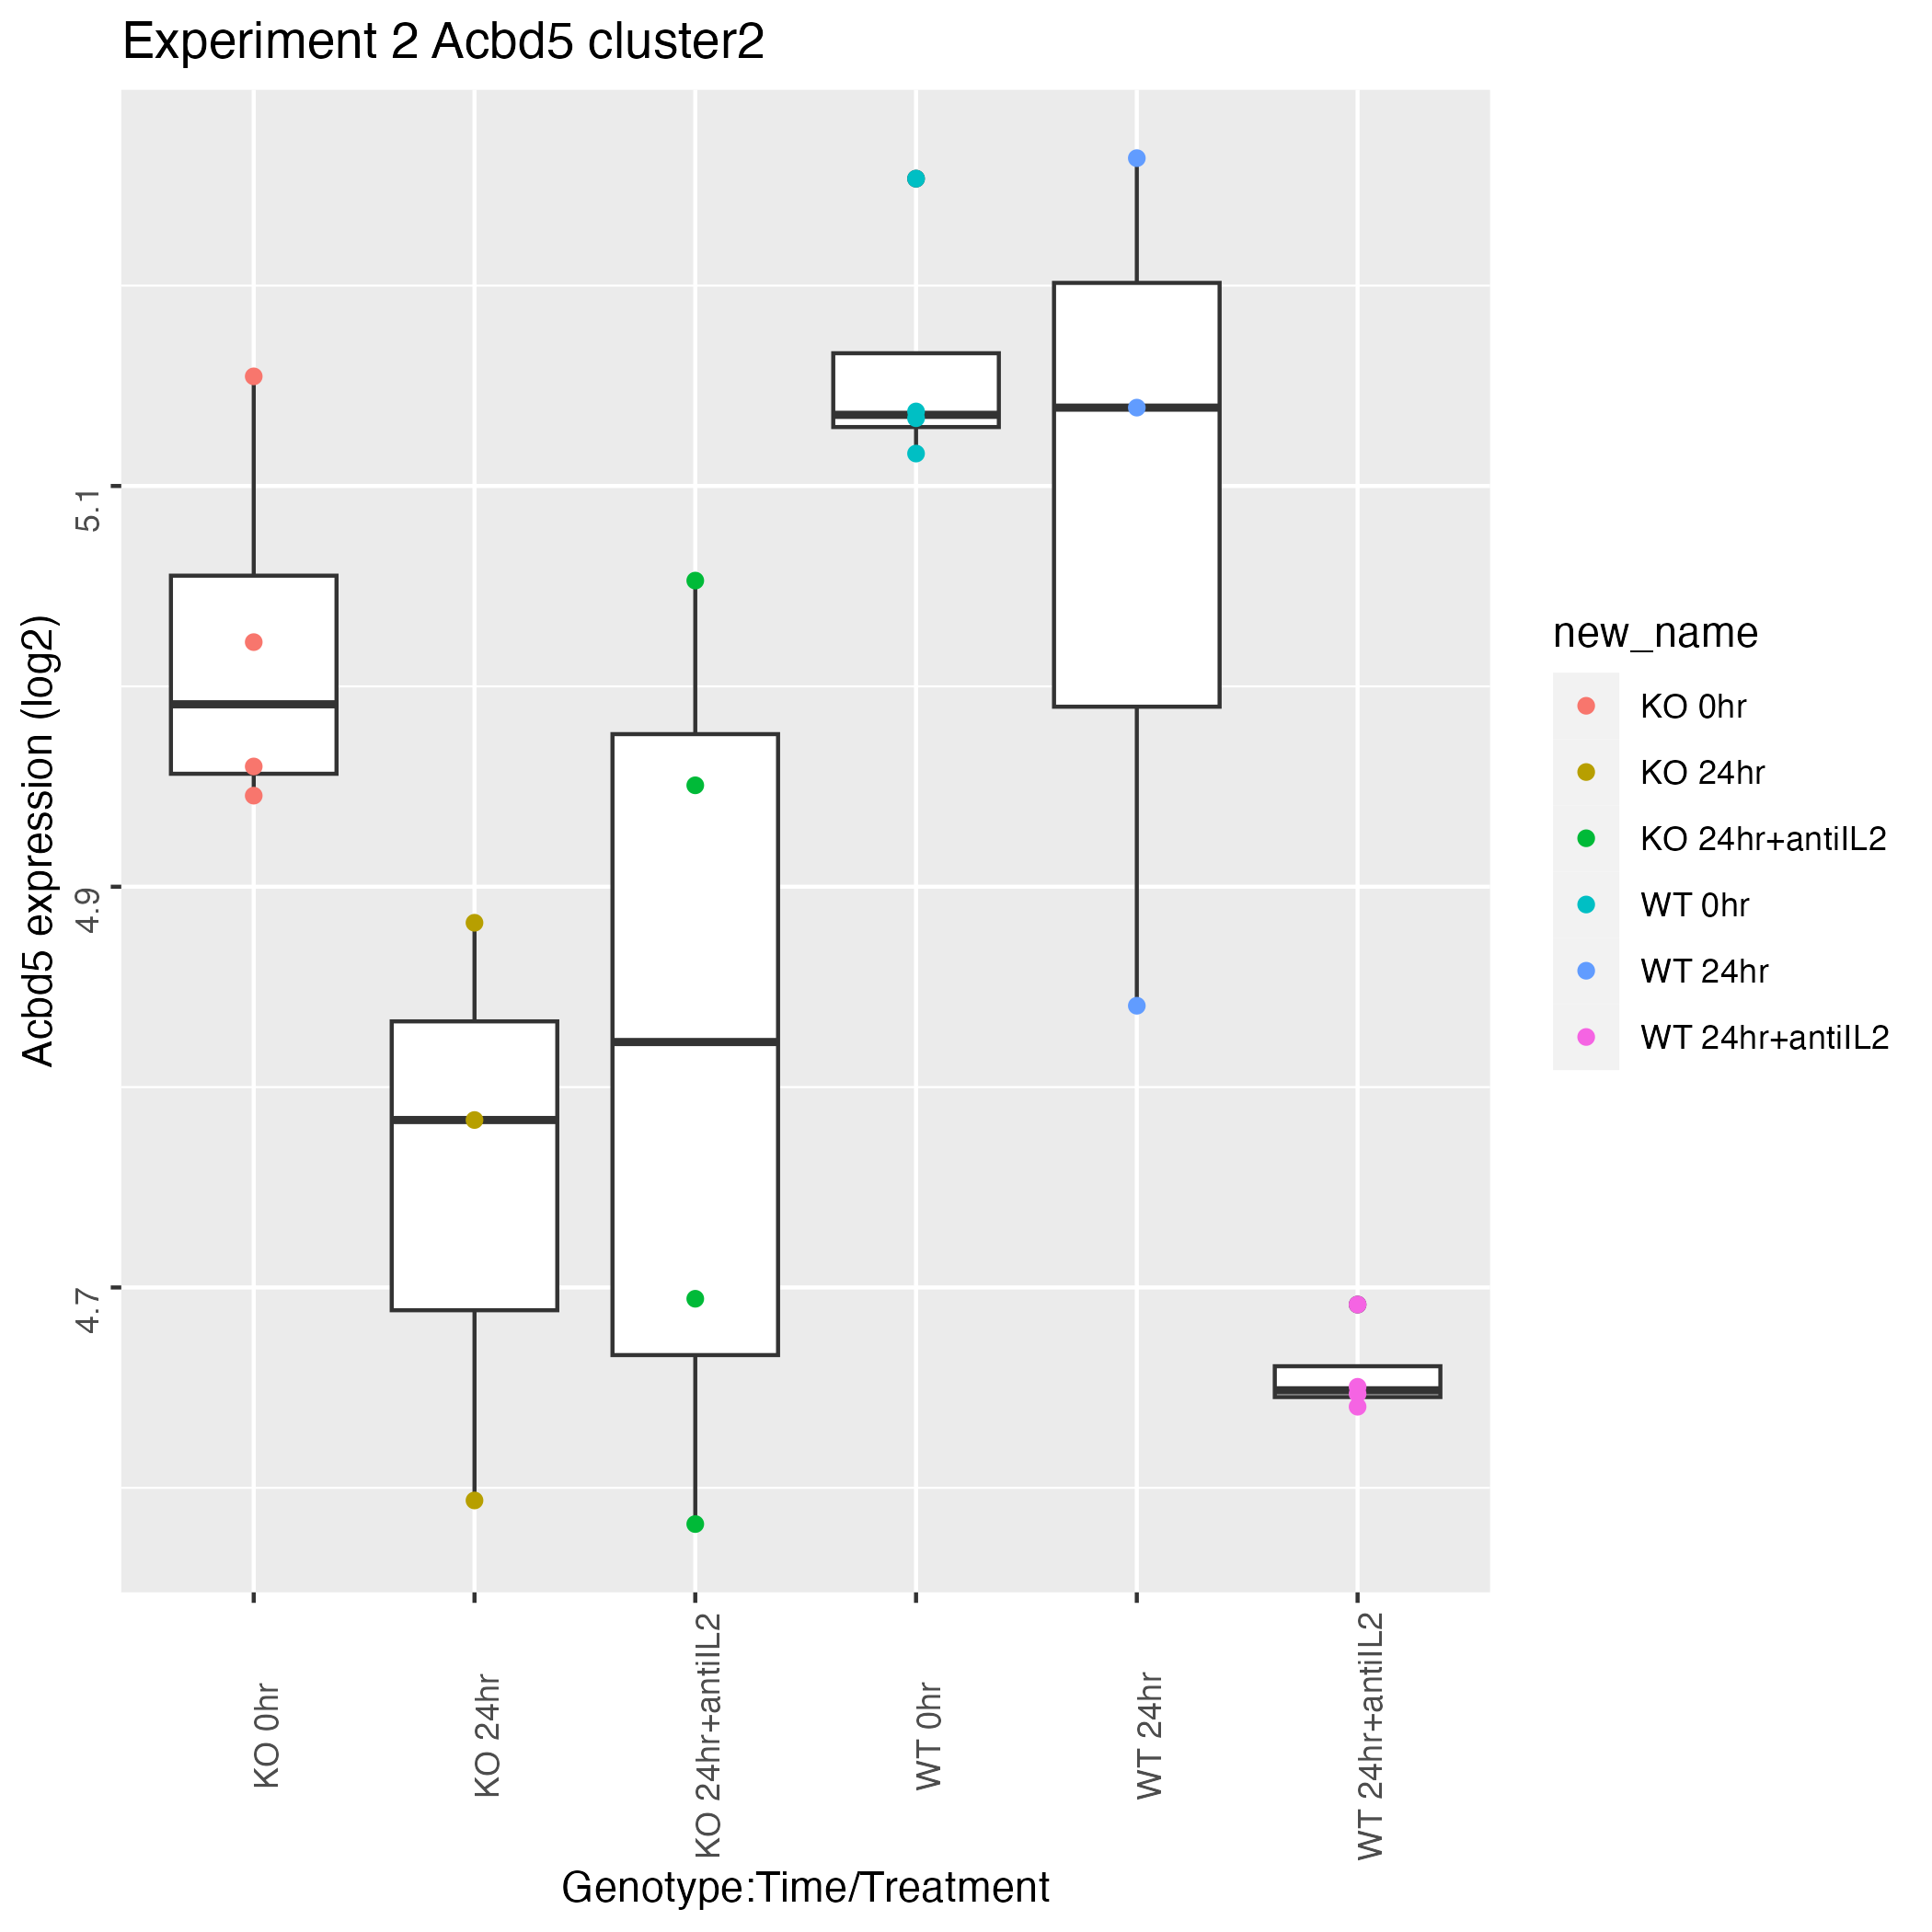 Experiment 2 Acbd5 cluster2
Acbd5 expression (log2)
5.1
4.9
4.7
KO 0hr
KO 24hr
KO 24hr+antiIL2
WT 0hr
WT 24hr
WT 24hr+antiIL2
Genotype:Time/Treatment
new_name
KO 0hr
KO 24hr
KO 24hr+antiIL2
WT 0hr
WT 24hr
WT 24hr+antiIL2